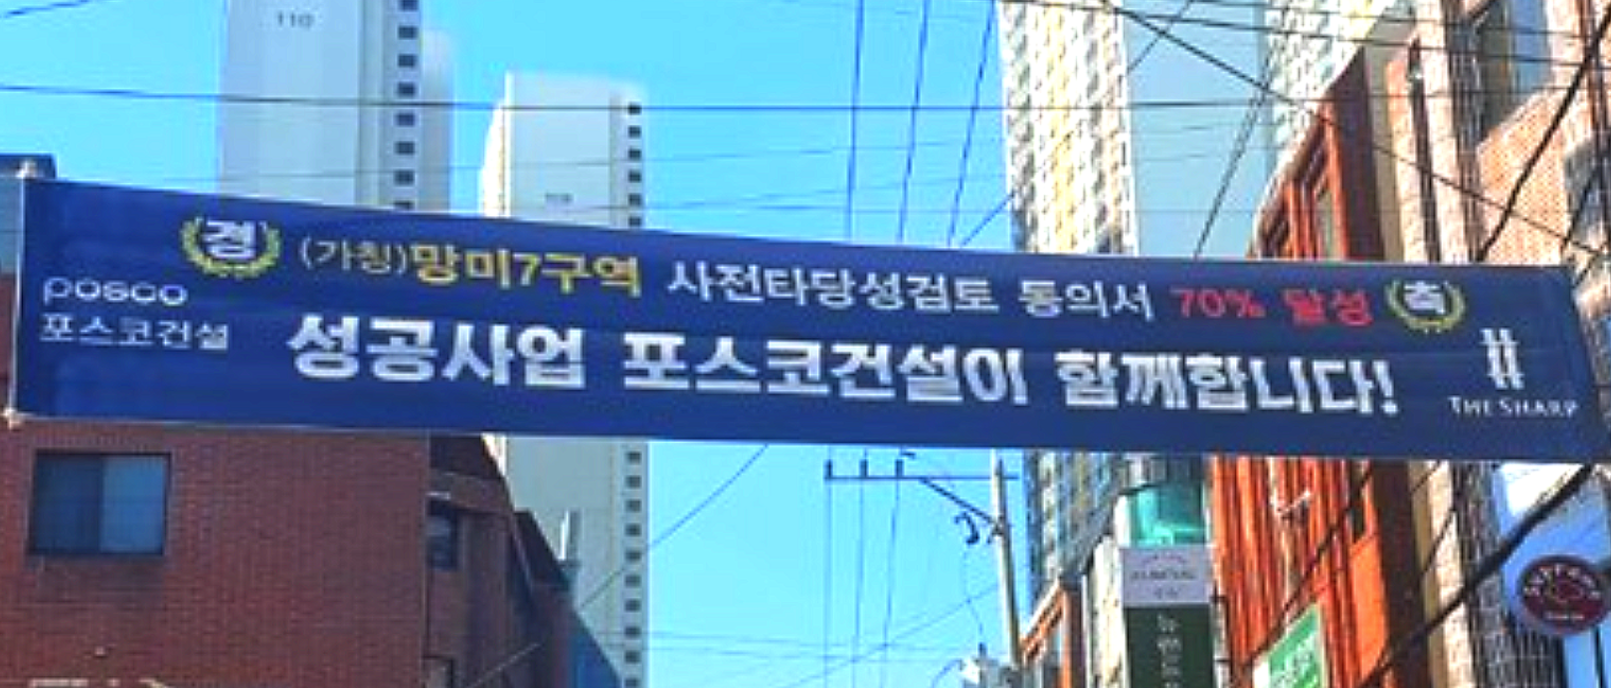 110
경 (가칭)망미7구역 사전타당성검토 동의서 70% 달성 축
posco
포스코건설
성공사업 포스코건설이 함께합니다!
THE SHARP